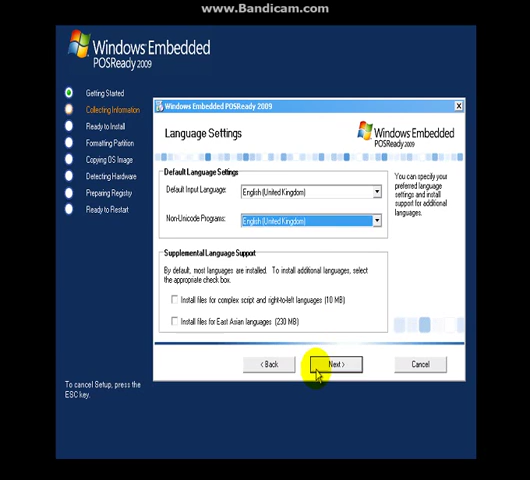 www.Bandicam.com
Windows Embedded
POSReady 2009
Getting Started
Collecting Information
Ready to Install
Formatting Partition
Copying OS Image
Detecting Hardware
Preparing Registry
Ready to Restart
To cancel Setup, press the
ESC key.
Windows Embedded POSReady 2009
Language Settings
Windows Embedded
POSReady 2009
Default Language Settings
Default Input Language:
English (United Kingdom)
Non-Unicode Programs:
English (United Kingdom)
You can specify your
preferred language
settings and install
support for additional
languages.
Supplemental Language Support
By default, most languages are installed. To install additional languages, select
the appropriate check box.
Install files for complex script and right-to-left languages (10 MB)
Install files for East Asian languages (230 MB)
< Back
Next >
Cancel